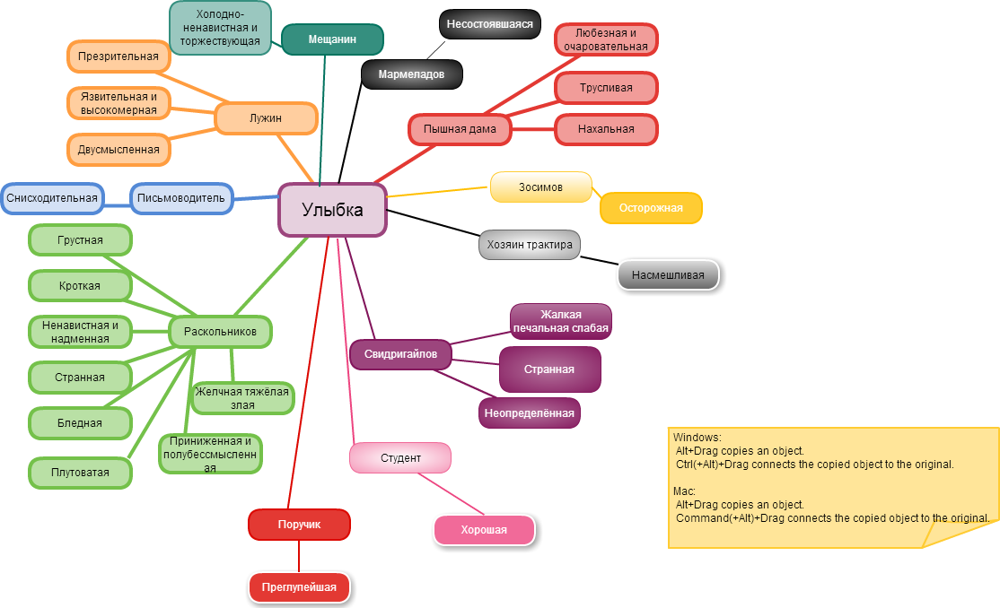 Холодно-
ненавистная и
торжествующая
Мещанин
Несостоявшаяся
Мармеладов
Любезная и
очаровательная
Трусливая
Пышная дама
Нахальная
Презрительная
Язвительная и
высокомерная
Лужин
Двусмысленная
Снисходительная
Письмоводитель
Улыбка
Зосимов
Осторожная
Хозяин трактира
Насмешливая
Грустная
Кроткая
Ненавистная и
надменная
Раскольников
Странная
Бледная
Плутоватая
Желчная тяжёлая
злая
Приниженная и
полубессмысленн
ая
Жалкая
печальная слабая
Свидригайлов
Странная
Неопределённая
Студент
Хорошая
Поручик
Преглупейшая
Windows:
Alt+Drag copies an object.
Ctrl(+Alt)+Drag connects the copied object to the original.
Mac:
Alt+Drag copies an object.
Command(+Alt)+Drag connects the copied object to the original.